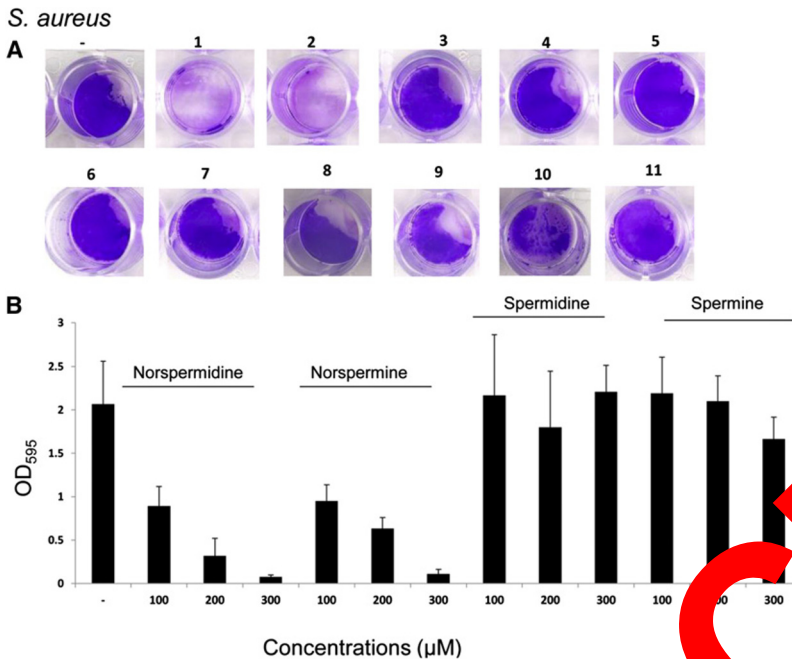 S. aureus
A
- 1 2 3 4 5
6 7 8 9 10 11
B
Spermidine Spermine
Norspermidine Norspermine
3
2.5
2
1.5
1
0.5
0
OD595
- 100 200 300 100 200 300 100 200 300 100 200 300
Concentrations (µM)